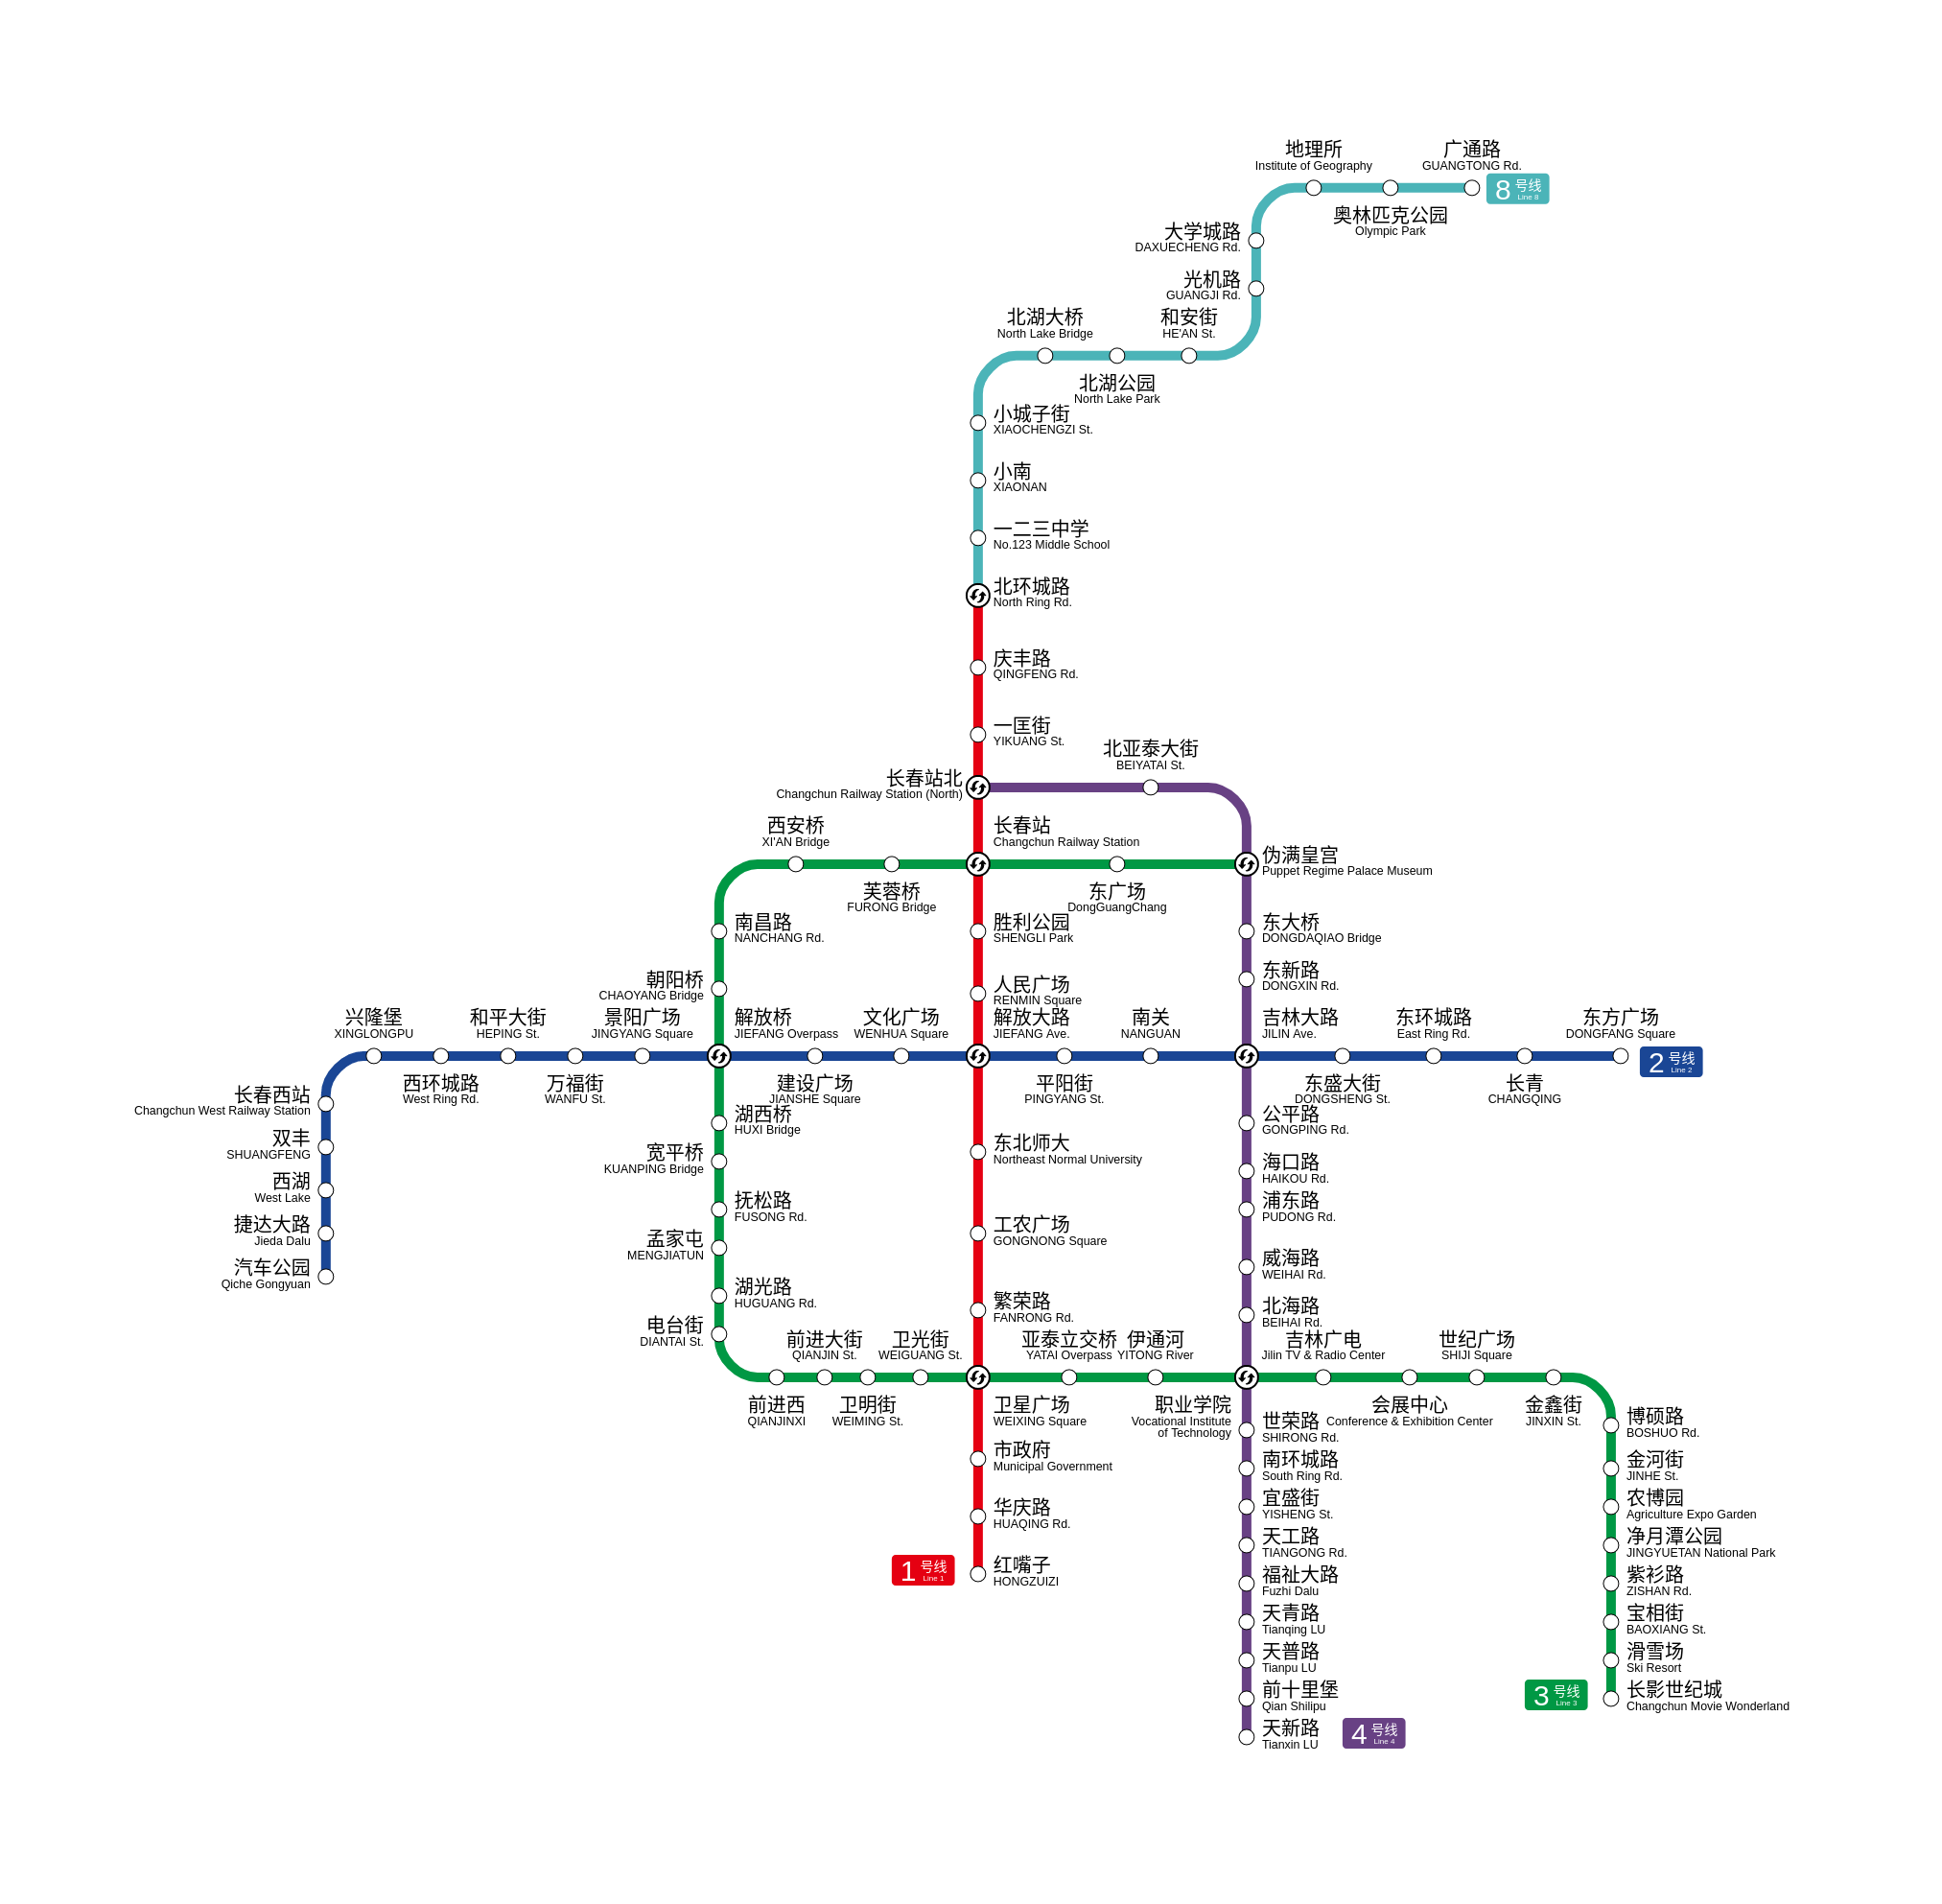 地理所
Institute of Geography
广通路
GUANGTONG Rd.
8 号线
Line 8
奥林匹克公园
Olympic Park
大学城路
DAXUECHENG Rd.
光机路
GUANGJI Rd.
北湖大桥
North Lake Bridge
和安街
HE'AN St.
北湖公园
North Lake Park
小城子街
XIAOCHENGZI St.
小南
XIAONAN
一二三中学
No.123 Middle School
北环城路
North Ring Rd.
庆丰路
QINGFENG Rd.
一匡街
YIKUANG St.
北亚泰大街
BEIYATAI St.
长春站北
Changchun Railway Station (North)
西安桥
XI'AN Bridge
长春站
Changchun Railway Station
伪满皇宫
Puppet Regime Palace Museum
芙蓉桥
FURONG Bridge
东广场
DongGuangChang
南昌路
NANCHANG Rd.
胜利公园
SHENGLI Park
东大桥
DONGDAQIAO Bridge
朝阳桥
CHAOYANG Bridge
人民广场
RENMIN Square
东新路
DONGXIN Rd.
兴隆堡
XINGLONGPU
和平大街
HEPING St.
景阳广场
JINGYANG Square
解放桥
JIEFANG Overpass
文化广场
WENHUA Square
解放大路
JIEFANG Ave.
南关
NANGUAN
吉林大路
JILIN Ave.
东环城路
East Ring Rd.
东方广场
DONGFANG Square
2 号线
Line 2
长春西站
Changchun West Railway Station
西环城路
West Ring Rd.
万福街
WANFU St.
建设广场
JIANSHE Square
平阳街
PINGYANG St.
东盛大街
DONGSHENG St.
长青
CHANGQING
双丰
SHUANGFENG
西湖
West Lake
捷达大路
Jieda Dalu
汽车公园
Qiche Gongyuan
湖西桥
HUXI Bridge
宽平桥
KUANPING Bridge
抚松路
FUSONG Rd.
孟家屯
MENGJIATUN
湖光路
HUGUANG Rd.
电台街
DIANTAI St.
东北师大
Northeast Normal University
工农广场
GONGNONG Square
繁荣路
FANRONG Rd.
公平路
GONGPING Rd.
海口路
HAIKOU Rd.
浦东路
PUDONG Rd.
威海路
WEIHAI Rd.
北海路
BEIHAI Rd.
前进大街
QIANJIN St.
卫光街
WEIGUANG St.
亚泰立交桥
YATAI Overpass
伊通河
YITONG River
吉林广电
Jilin TV & Radio Center
世纪广场
SHIJI Square
前进西
QIANJINXI
卫明街
WEIMING St.
卫星广场
WEIXING Square
职业学院
Vocational Institute
of Technology
会展中心
Conference & Exhibition Center
金鑫街
JINXIN St.
市政府
Municipal Government
华庆路
HUAQING Rd.
1 号线
Line 1
红嘴子
HONGZUIZI
世荣路
SHIRONG Rd.
南环城路
South Ring Rd.
宜盛街
YISHENG St.
天工路
TIANGONG Rd.
福祉大路
Fuzhi Dalu
天青路
Tianqing LU
天普路
Tianpu LU
前十里堡
Qian Shilipu
天新路
Tianxin LU
4 号线
Line 4
博硕路
BOSHUO Rd.
金河街
JINHE St.
农博园
Agriculture Expo Garden
净月潭公园
JINGYUETAN National Park
紫衫路
ZISHAN Rd.
宝相街
BAOXIANG St.
滑雪场
Ski Resort
3 号线
Line 3
长影世纪城
Changchun Movie Wonderland